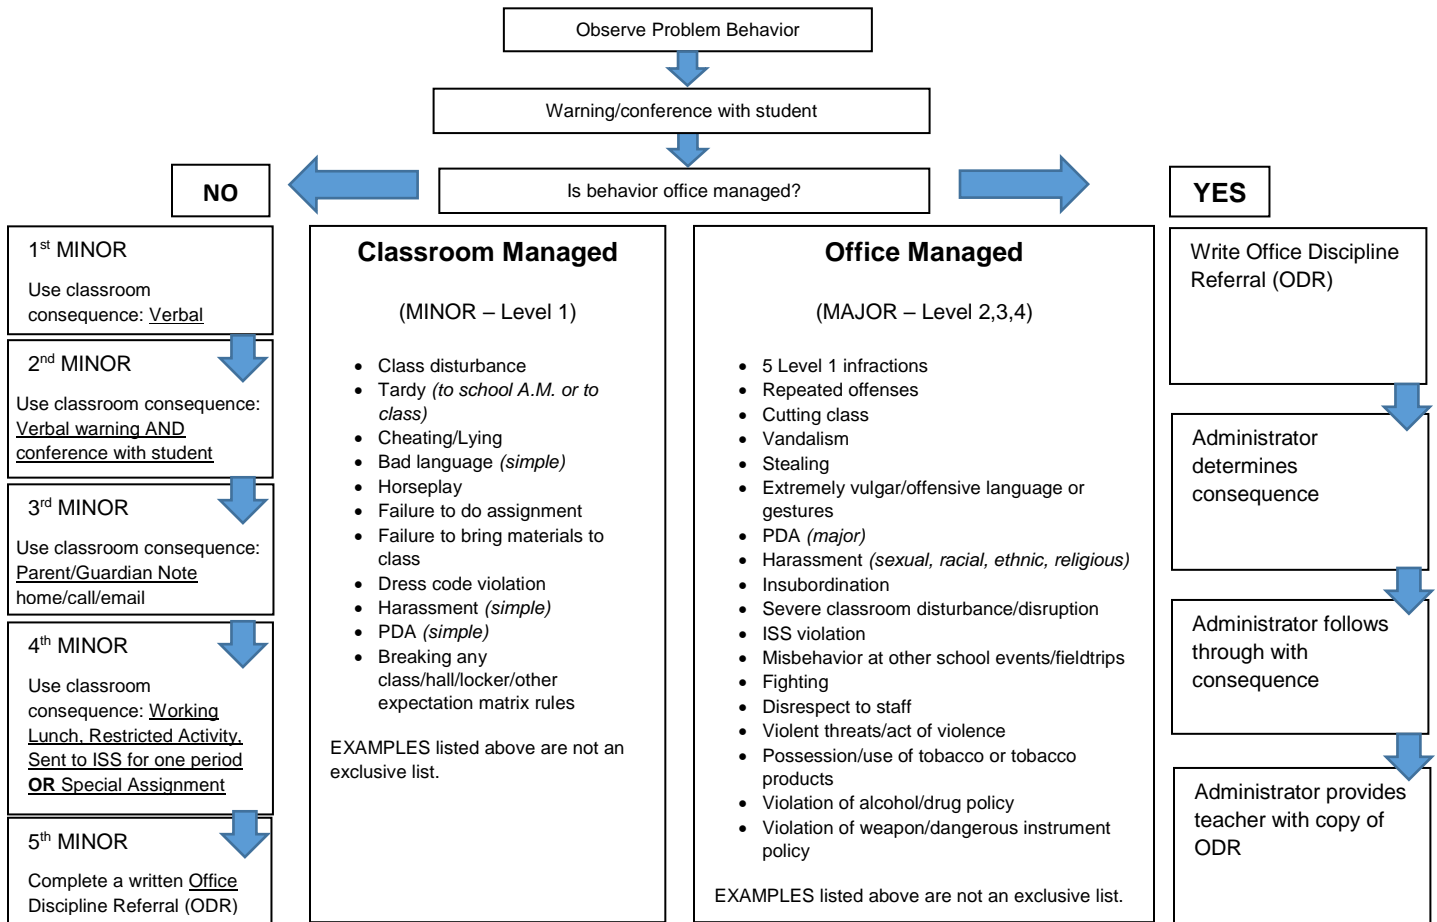 Observe Problem Behavior
Warning/conference with student
Is behavior office managed?
NO
YES
1st MINOR
Use classroom
consequence: Verbal
2nd MINOR
Use classroom consequence:
Verbal warning AND
conference with student
3rd MINOR
Use classroom consequence:
Parent/Guardian Note
home/call/email
4th MINOR
Use classroom
consequence: Working
Lunch, Restricted Activity,
Sent to ISS for one period
OR Special Assignment
5th MINOR
Complete a written Office
Discipline Referral (ODR)
Classroom Managed
(MINOR – Level 1)
• Class disturbance
• Tardy (to school A.M. or to
class)
• Cheating/Lying
• Bad language (simple)
• Horseplay
• Failure to do assignment
• Failure to bring materials to
class
• Dress code violation
• Harassment (simple)
• PDA (simple)
• Breaking any
class/hall/locker/other
expectation matrix rules
EXAMPLES listed above are not an
exclusive list.
Office Managed
(MAJOR – Level 2,3,4)
• 5 Level 1 infractions
• Repeated offenses
• Cutting class
• Vandalism
• Stealing
• Extremely vulgar/offensive language or
gestures
• PDA (major)
• Harassment (sexual, racial, ethnic, religious)
• Insubordination
• Severe classroom disturbance/disruption
• ISS violation
• Misbehavior at other school events/fieldtrips
• Fighting
• Disrespect to staff
• Violent threats/act of violence
• Possession/use of tobacco or tobacco
products
• Violation of alcohol/drug policy
• Violation of weapon/dangerous instrument
policy
EXAMPLES listed above are not an exclusive list.
Write Office Discipline
Referral (ODR)
Administrator
determines
consequence
Administrator follows
through with
consequence
Administrator provides
teacher with copy of
ODR